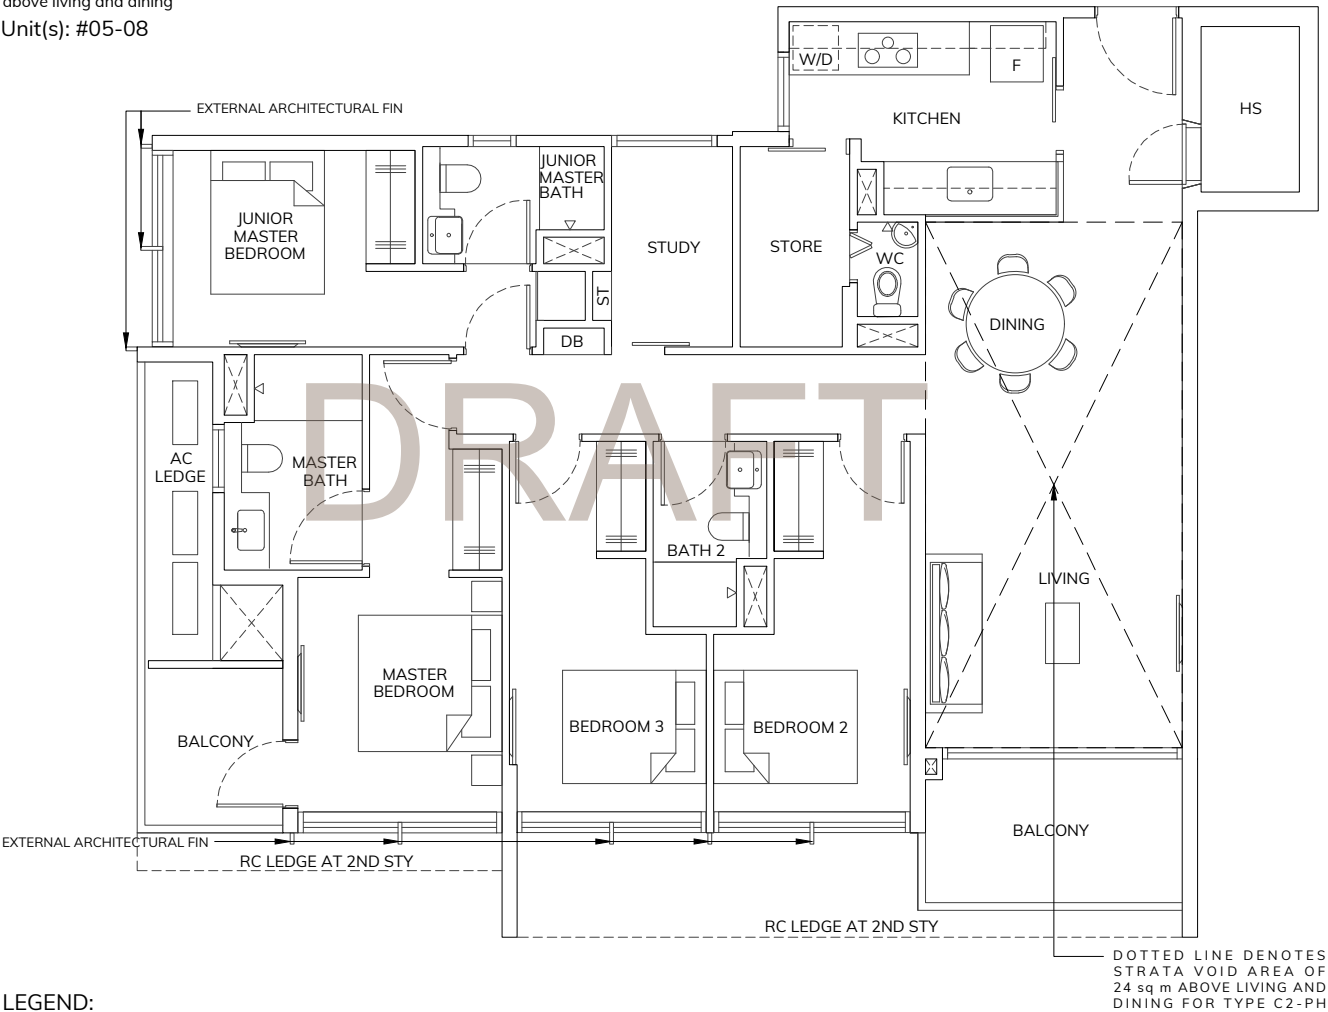 above living and dining
Unit(s): #05-08
W/D
F
KITCHEN
HS
EXTERNAL ARCHITECTURAL FIN
JUNIOR
MASTER
BATH
JUNIOR
MASTER
BEDROOM
STUDY
STORE
WC
ST
DB
DINING
DRAFT
AC
LEDGE
MASTER
BATH
BATH 2
LIVING
MASTER
BEDROOM
BEDROOM 3
BEDROOM 2
BALCONY
BALCONY
EXTERNAL ARCHITECTURAL FIN
RC LEDGE AT 2ND STY
RC LEDGE AT 2ND STY
DOTTED LINE DENOTES
STRATA VOID AREA OF
24 sq m ABOVE LIVING AND
DINING FOR TYPE C2-PH
LEGEND: